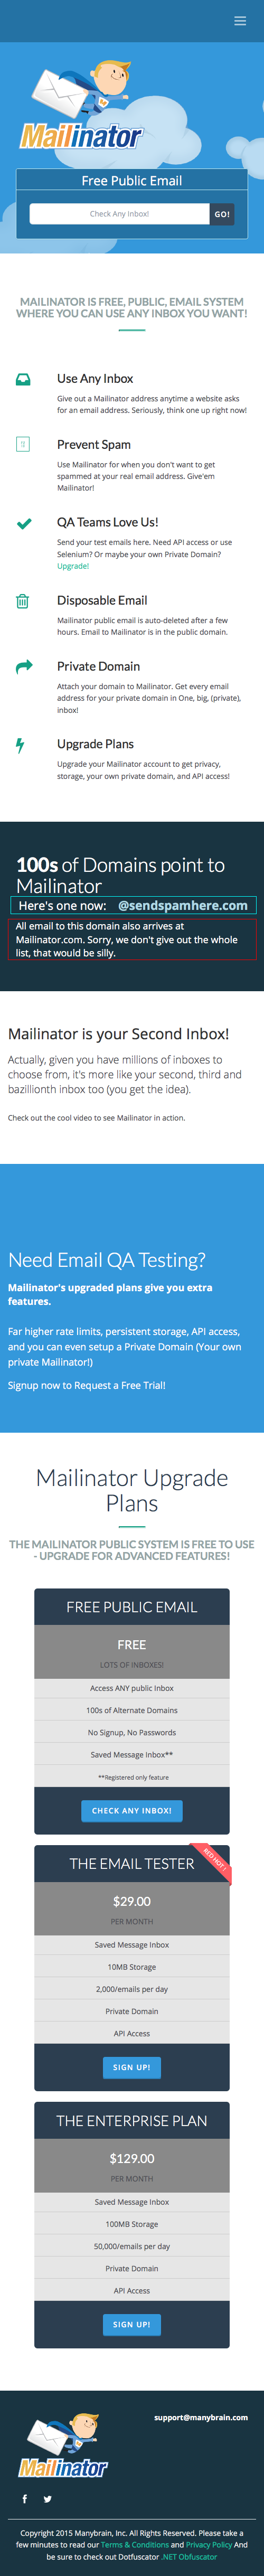 Mailinator
Free Public Email
Check Any Inbox!
GO!
MAILINATOR IS FREE, PUBLIC, EMAIL SYSTEM
WHERE YOU CAN USE ANY INBOX YOU WANT!
Use Any Inbox
Give out a Mailinator address anytime a website asks
for an email address. Seriously, think one up right now!
Prevent Spam
Use Mailinator for when you don't want to get
spammed at your real email address. Give'em
Mailinator!
QA Teams Love Us!
Send your test emails here. Need API access or use
Selenium? Or maybe your own Private Domain?
Upgrade!
Disposable Email
Mailinator public email is auto-deleted after a few
hours. Email to Mailinator is in the public domain.
Private Domain
Attach your domain to Mailinator. Get every email
address for your private domain in One, big, (private),
inbox!
Upgrade Plans
Upgrade your Mailinator account to get privacy,
storage, your own private domain, and API access!
100s of Domains point to
Mailinator
Here's one now: @sendspamhere.com
All email to this domain also arrives at
Mailinator.com. Sorry, we don't give out the whole
list, that would be silly.
Mailinator is your Second Inbox!
Actually, given you have millions of inboxes to
choose from, it's more like your second, third and
bazillionth inbox too (you get the idea).
Check out the cool video to see Mailinator in action.
Need Email QA Testing?
Mailinator's upgraded plans give you extra
features.
Far higher rate limits, persistent storage, API access,
and you can even setup a Private Domain (Your own
private Mailinator!)
Signup now to Request a Free Trial!
Mailinator Upgrade
Plans
THE MAILINATOR PUBLIC SYSTEM IS FREE TO USE
- UPGRADE FOR ADVANCED FEATURES!
FREE PUBLIC EMAIL
FREE
LOTS OF INBOXES!
Access ANY public Inbox
100s of Alternate Domains
No Signup, No Passwords
Saved Message Inbox**
**Registered only feature
CHECK ANY INBOX!
RED HOT !
THE EMAIL TESTER
$29.00
PER MONTH
Saved Message Inbox
10MB Storage
2,000/emails per day
Private Domain
API Access
SIGN UP!
THE ENTERPRISE PLAN
$129.00
PER MONTH
Saved Message Inbox
100MB Storage
50,000/emails per day
Private Domain
API Access
SIGN UP!
support@manybrain.com
Mailinator
Copyright 2015 Manybrain, Inc. All Rights Reserved. Please take a
few minutes to read our Terms & Conditions and Privacy Policy And
be sure to check out Dotfuscator .NET Obfuscator